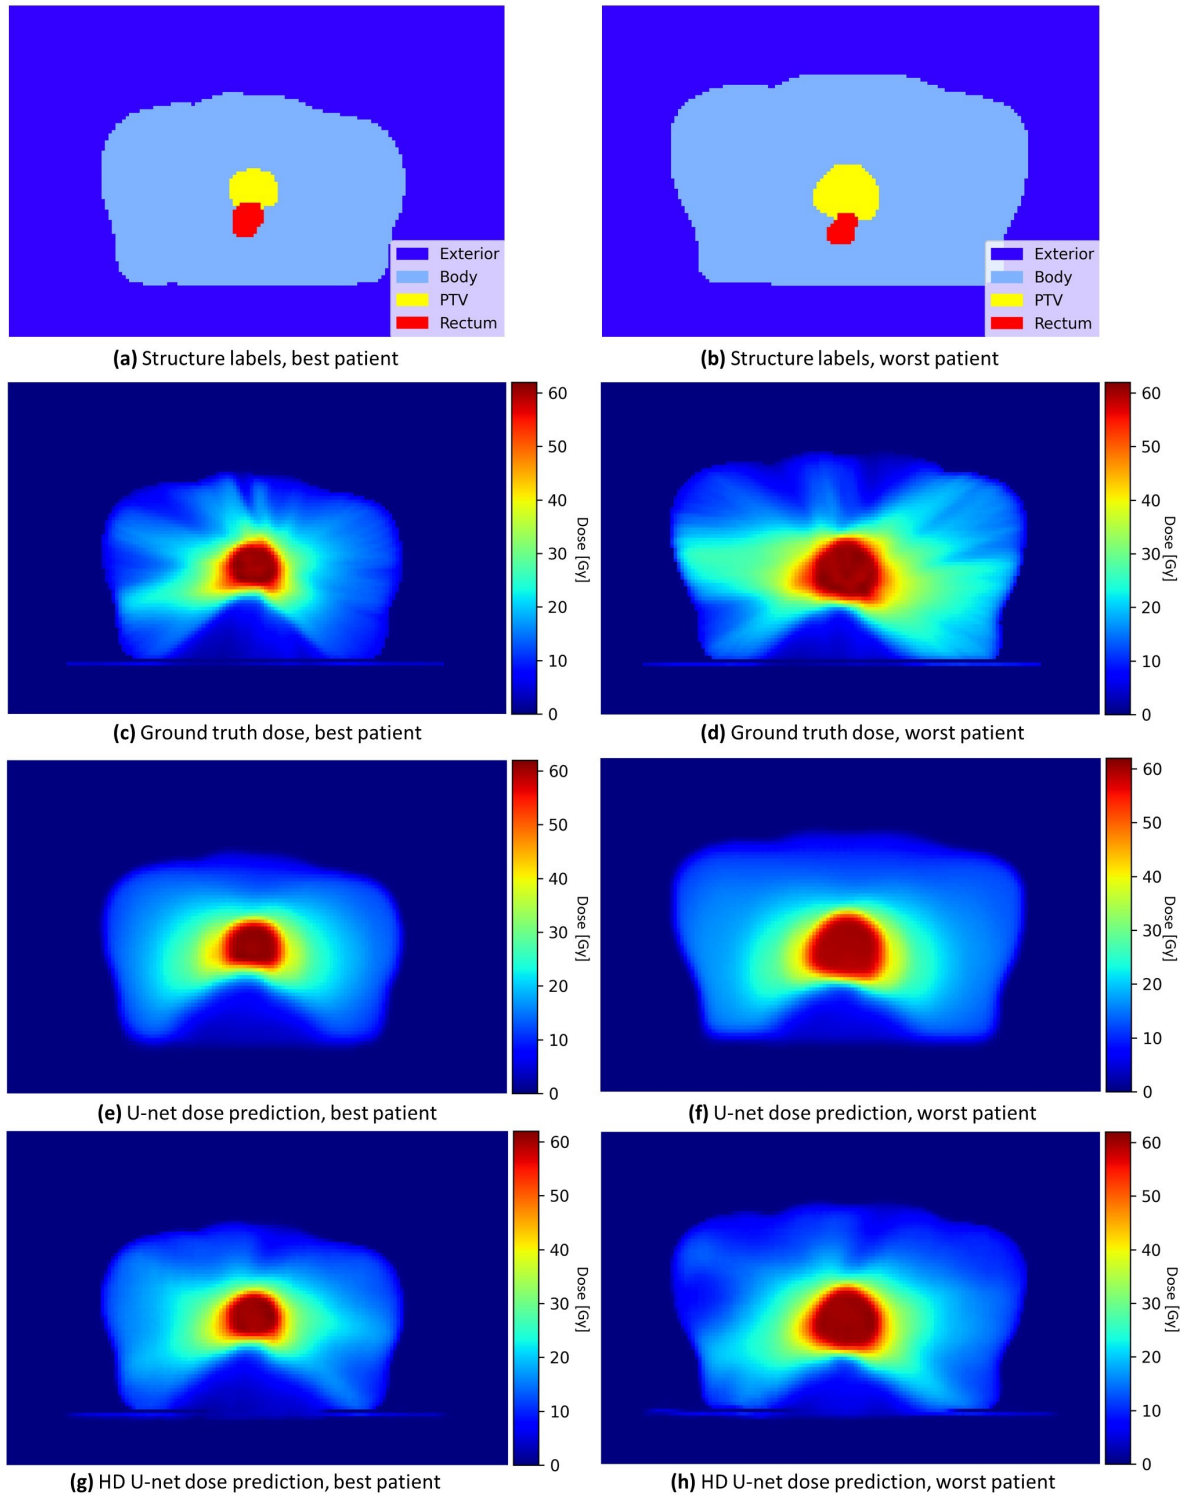 Exterior
Body
PTV
Rectum
Exterior
Body
PTV
Rectum
(a) Structure labels, best patient
(b) Structure labels, worst patient
60
50
40
30
20
10
0
Dose [Gy]
60
50
40
30
20
10
0
Dose [Gy]
(c) Ground truth dose, best patient
(d) Ground truth dose, worst patient
60
50
40
30
20
10
0
Dose [Gy]
60
50
40
30
20
10
0
Dose [Gy]
(e) U-net dose prediction, best patient
(f) U-net dose prediction, worst patient
60
50
40
30
20
10
0
Dose [Gy]
60
50
40
30
20
10
0
Dose [Gy]
(g) HD U-net dose prediction, best patient
(h) HD U-net dose prediction, worst patient